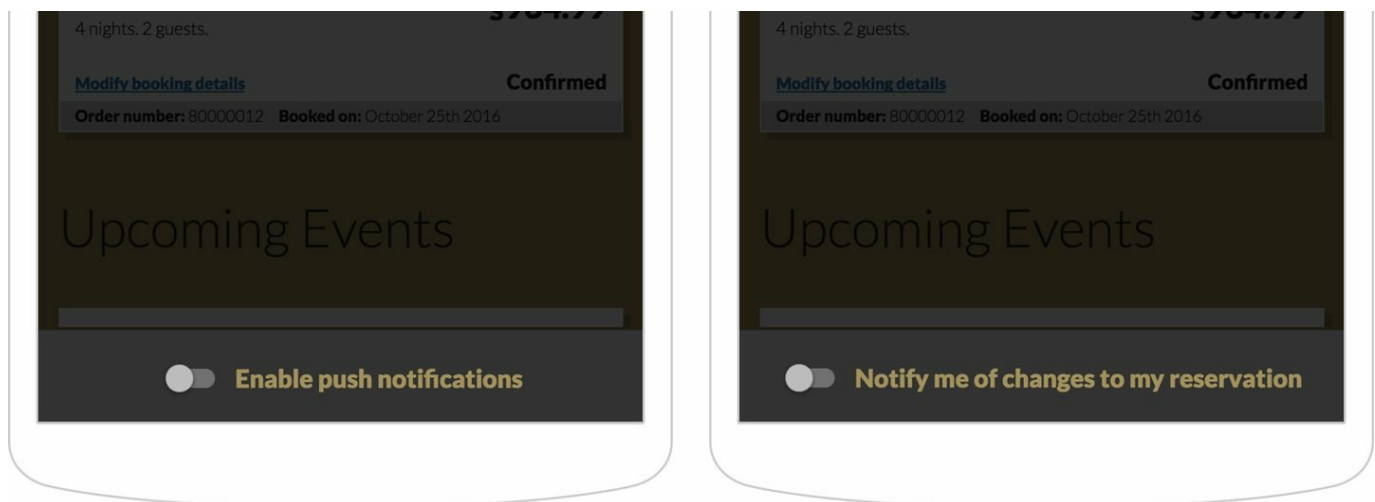 4 nights. 2 guests.
Modify booking details Confirmed
Order number: 80000012 Booked on: October 25th 2016
Upcoming Events
Enable push notifications
4 nights. 2 guests.
Modify booking details Confirmed
Order number: 80000012 Booked on: October 25th 2016
Upcoming Events
Notify me of changes to my reservation